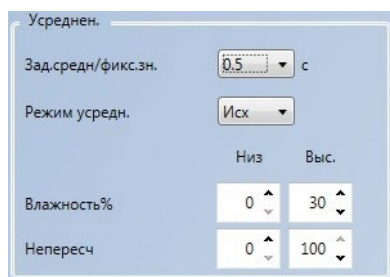 Усреднен.
Зад.средн/фикс.зн. 0.5 с
Режим усредн. Исх
Низ Выс.
Влажность% 0 30
Непересч 0 100